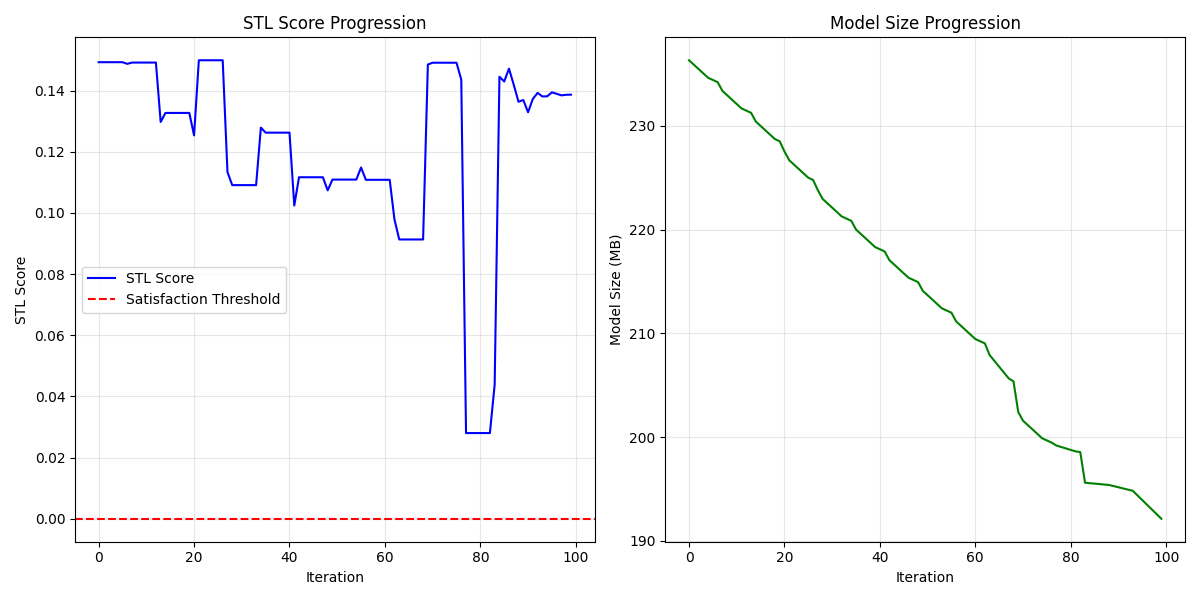 STL Score Progression
STL Score
0.14
0.12
0.10
0.08
0.06
0.04
0.02
0.00
STL Score
Satisfaction Threshold
0 20 40 60 80 100
Iteration
Model Size Progression
Model Size (MB)
230
220
210
200
190
0 20 40 60 80 100
Iteration